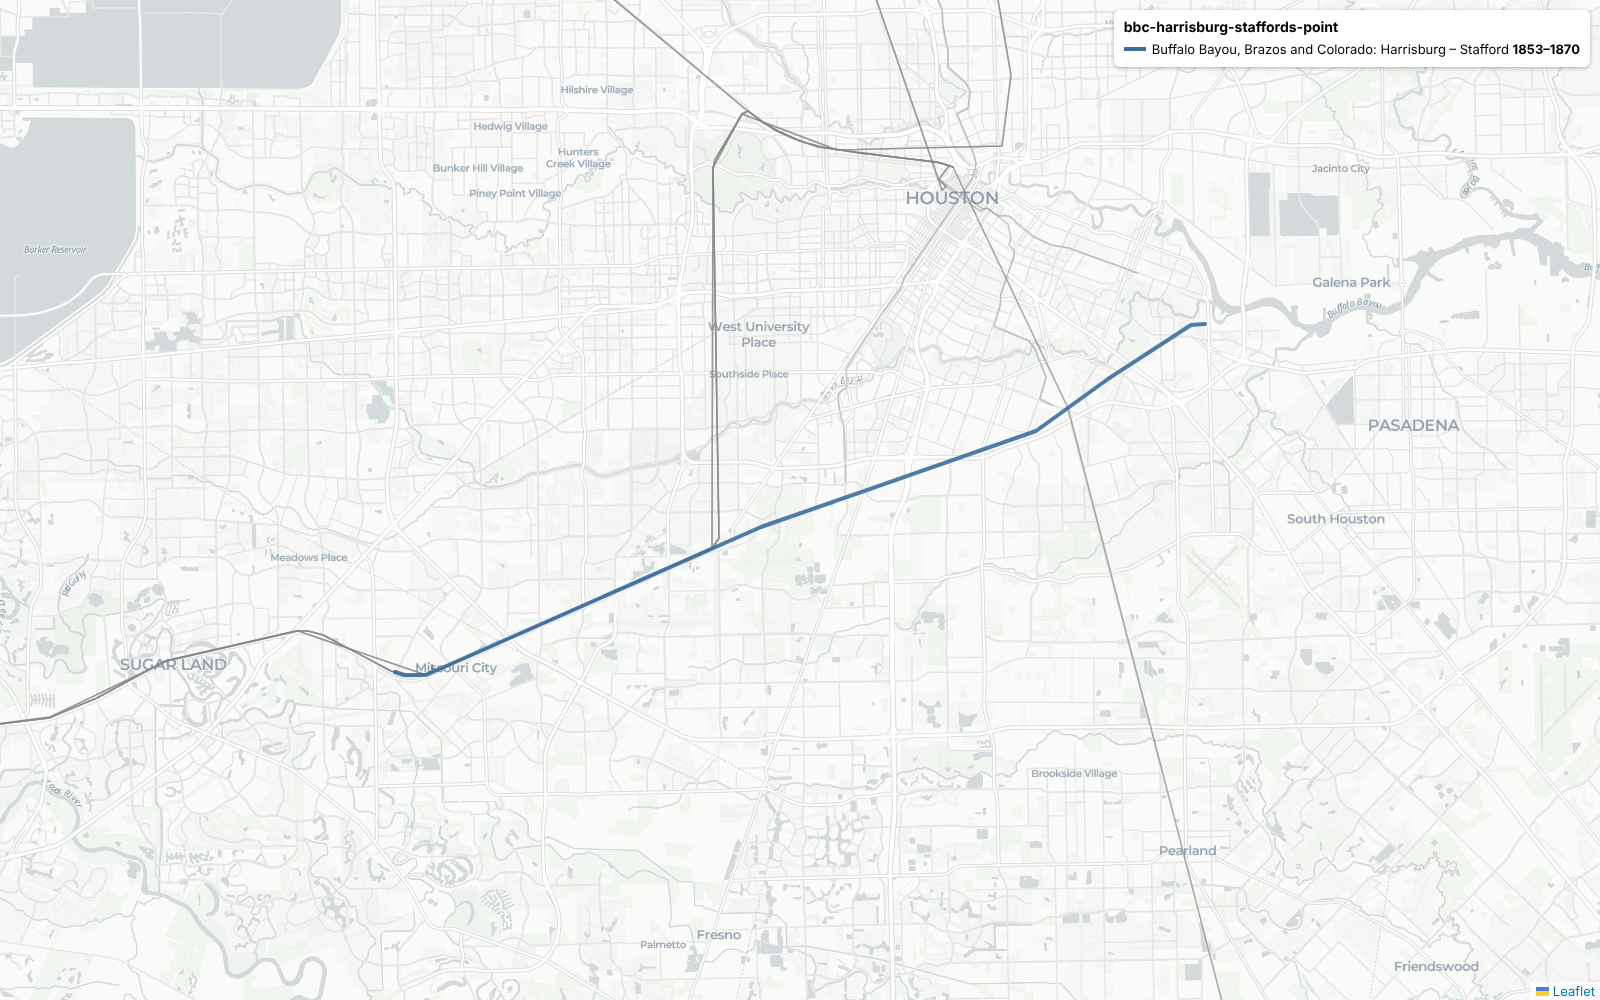 bbc-harrisburg-staffords-point
Buffalo Bayou, Brazos and Colorado: Harrisburg – Stafford 1853–1870
Hilshire Village
Hedwig Village
Hunters
Creek Village
Bunker Hill Village
Piney Point Village
Jacinto City
HOUSTON
Barker Reservoir
Galena Park
Buffalo Bayou
West University
Place
Southside Place
PASADENA
South Houston
Meadows Place
SUGAR LAND
Missouri City
Brookside Village
Pearland
Fresno
Palmetto
Friendswood
Leaflet